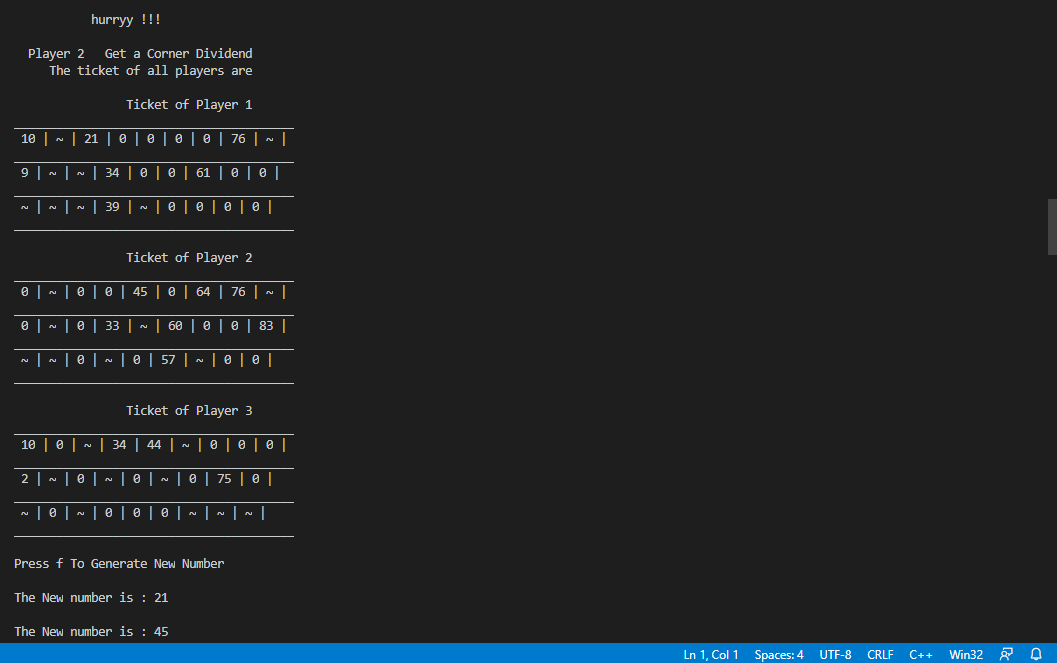 hurryy !!!
Player 2   Get a Corner Dividend
The ticket of all players are
Ticket of Player 1
10 | ~ | 21 | 0 | 0 | 0 | 0 | 76 | ~ |
9 | ~ | ~ | 34 | 0 | 0 | 61 | 0 | 0 |
~ | ~ | ~ | 39 | ~ | 0 | 0 | 0 | 0 |
Ticket of Player 2
0 | ~ | 0 | 0 | 45 | 0 | 64 | 76 | ~ |
0 | ~ | 0 | 33 | ~ | 60 | 0 | 0 | 83 |
~ | ~ | 0 | ~ | 0 | 57 | ~ | 0 | 0 |
Ticket of Player 3
10 | 0 | ~ | 34 | 44 | ~ | 0 | 0 | 0 |
2 | ~ | 0 | ~ | 0 | ~ | 0 | 75 | 0 |
~ | 0 | ~ | 0 | 0 | 0 | ~ | ~ | ~ |
Press f To Generate New Number
The New number is : 21
The New number is : 45
Ln 1, Col 1   Spaces: 4   UTF-8   CRLF   C++   Win32